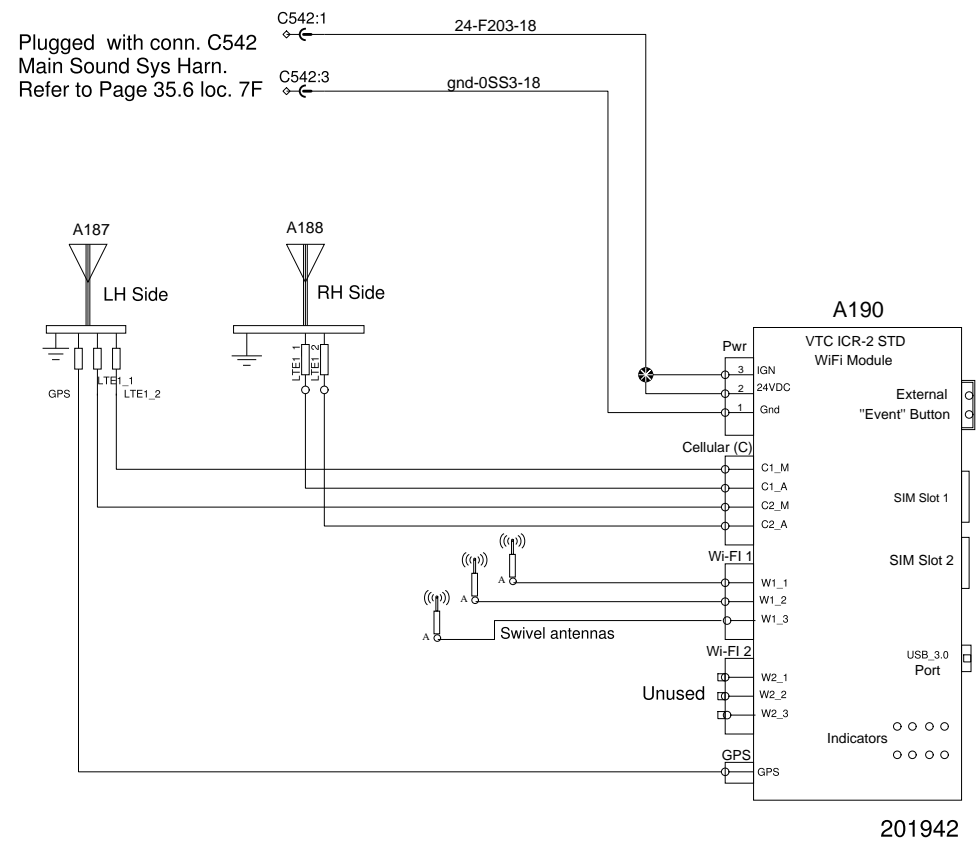 C542:1
24-F203-18
Plugged with conn. C542
Main Sound Sys Harn.
Refer to Page 35.6 loc. 7F
C542:3
gnd-0SS3-18
A187
A188
LH Side
RH Side
A190
VTC ICR-2 STD
WiFi Module
Pwr
3 IGN
2 24VDC
1 Gnd
External
"Event" Button
GPS
LTE1_1
LTE1_2
LTE1_1
LTE1_2
Cellular (C)
C1_M
C1_A
C2_M
C2_A
SIM Slot 1
SIM Slot 2
Wi-FI 1
W1_1
W1_2
W1_3
A
A
A
Swivel antennas
Wi-FI 2
W2_1
W2_2
W2_3
Unused
USB_3.0
Port
Indicators
GPS
GPS
201942